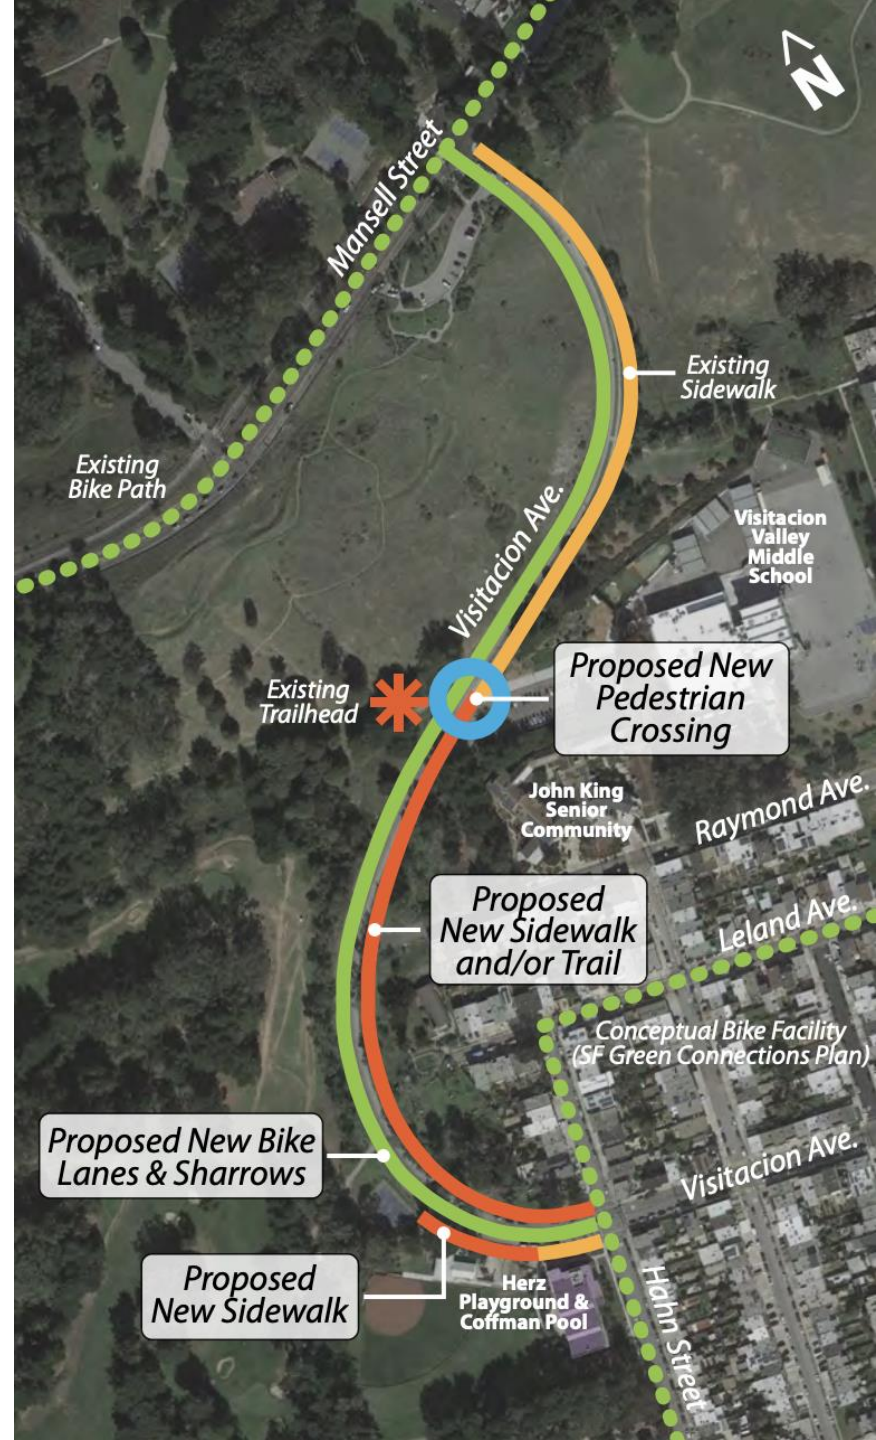 N
Mansell Street
Existing
Sidewalk
Existing
Bike Path
Visitacion Ave.
Visitacion
Valley
Middle
School
Proposed New
Pedestrian
Crossing
Existing
Trailhead
John King
Senior
Community
Raymond Ave.
Proposed
New Sidewalk
and/or Trail
Leland Ave.
Conceptual Bike Facility
(SF Green Connections Plan)
Proposed New Bike
Lanes & Sharrows
Visitacion Ave.
Proposed
New Sidewalk
Herz
Playground &
Coffman Pool
Hahn Street